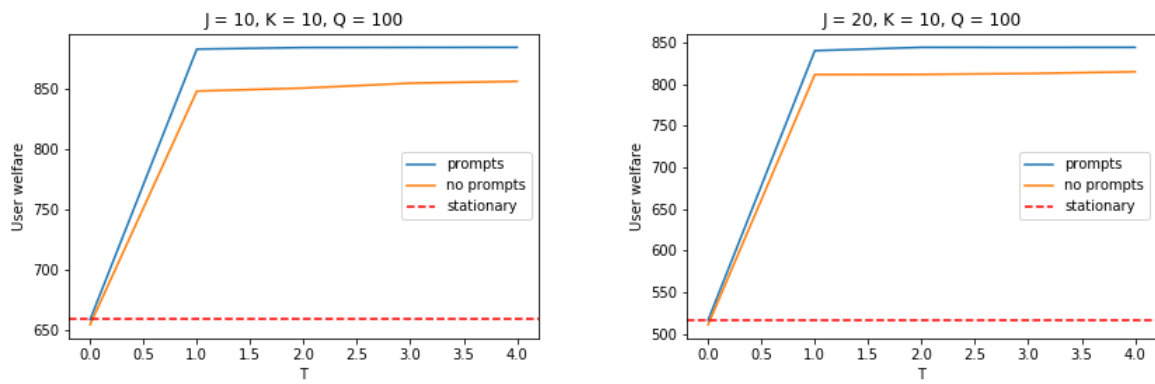 J = 10, K = 10, Q = 100
User welfare
850
800
750
700
650
prompts
no prompts
stationary
0.0 0.5 1.0 1.5 2.0 2.5 3.0 3.5 4.0
T
J = 20, K = 10, Q = 100
User welfare
850
800
750
700
650
600
550
500
prompts
no prompts
stationary
0.0 0.5 1.0 1.5 2.0 2.5 3.0 3.5 4.0
T